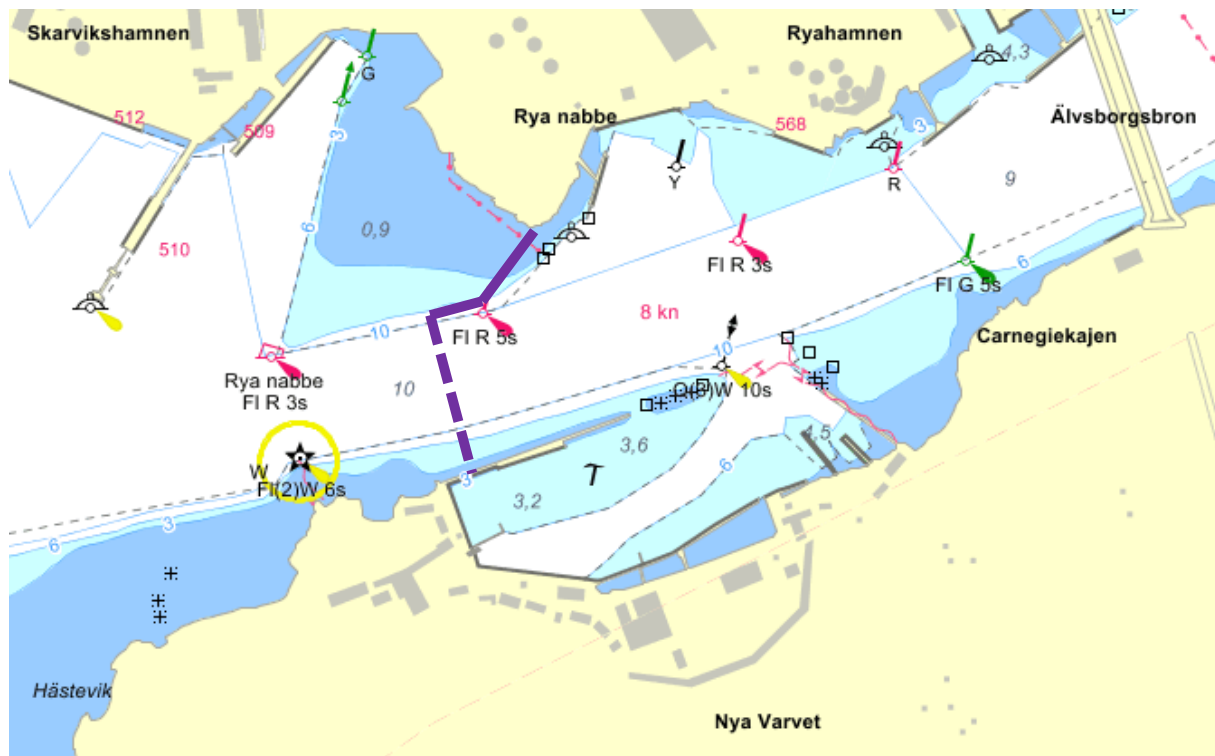 Skarvikshamnen
Ryahamnen
4,3
G
512
509
Rya nabbe
568
3
Älvsborgsbron
3
Y
R
9
0,9
6
510
Fl R 3s
6
Fl G 5s
8 kn
10
Fl R 5s
Carnegiekajen
10
Rya nabbe
Fl R 3s
10
Q(9)W 10s
4,5
3,6
W
Fl(2)W 6s
3
6
3,2
3
6
Hästevik
Nya Varvet